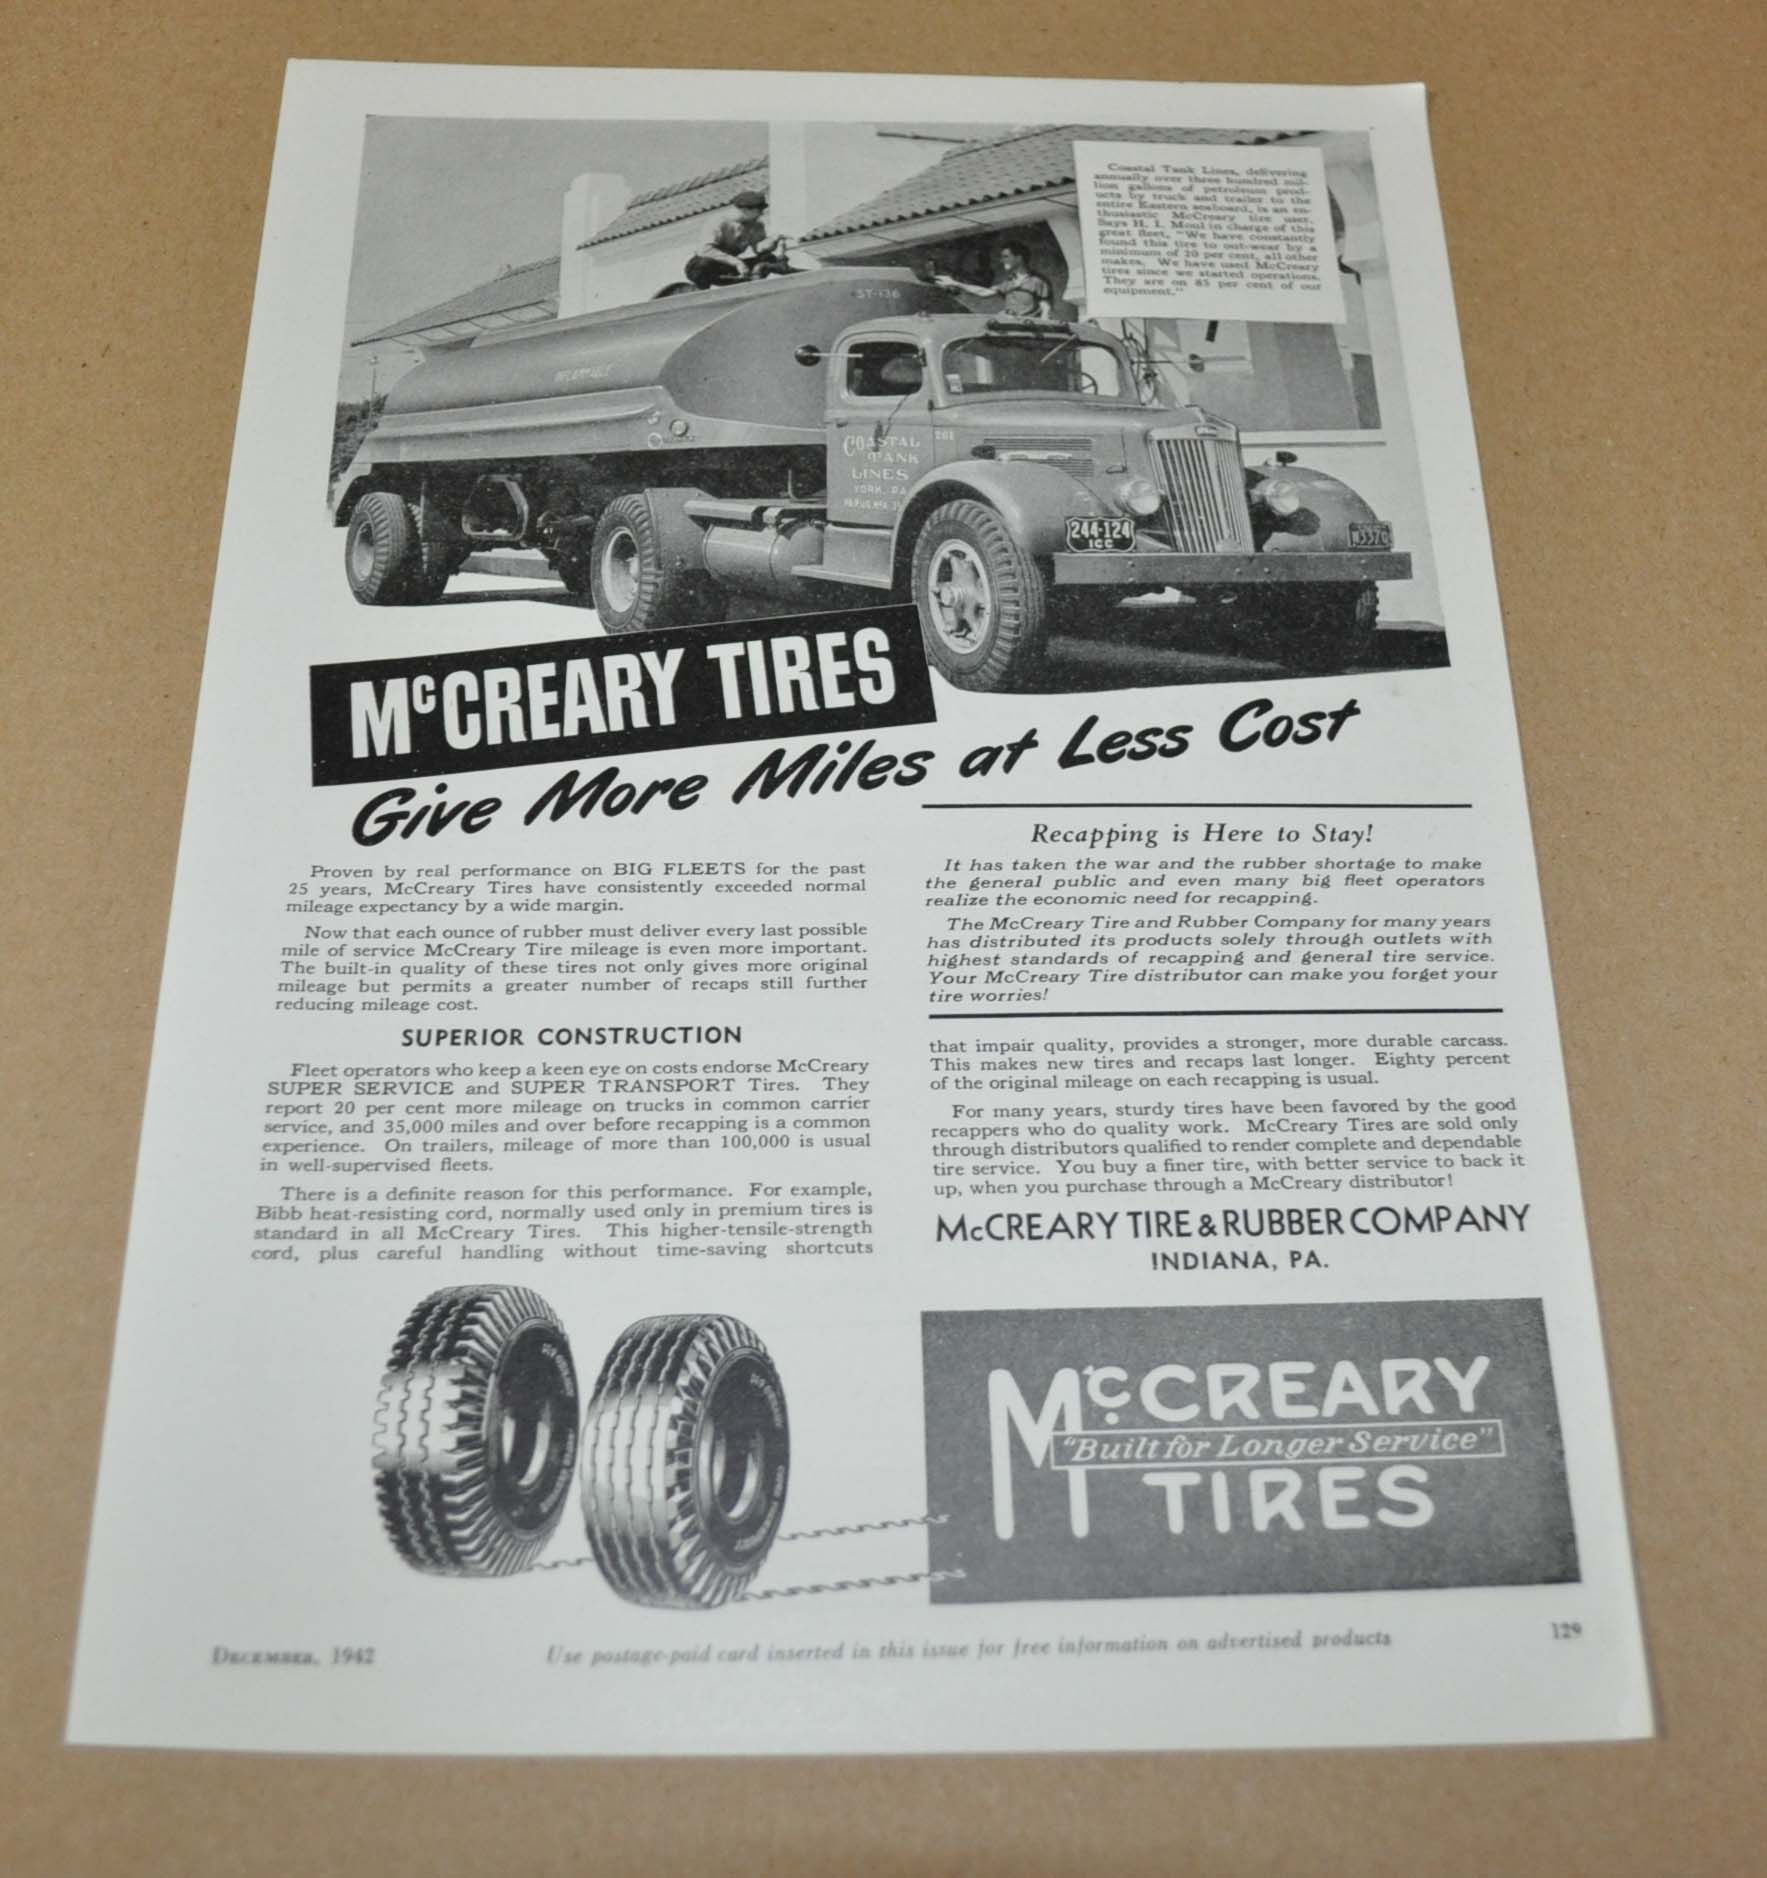 Coastal Tank Lines, delivering
annually over three hundred mil-
lion gallons of petroleum prod-
ucts by truck and trailer to the
entire Eastern seaboard, is an en-
thusiastic McCreary tire user.
Says H. I. Moul in charge of this
great fleet, "We have constantly
found this tire to out-wear by a
minimum of 20 per cent, all other
makes. We have used McCreary
tires since we started operations.
They are on 85 per cent of our
equipment."
ST-136
COASTAL
TANK
LINES
YORK, PA.
261
244-124
ICC
McCREARY TIRES
Give More Miles at Less Cost
Proven by real performance on BIG FLEETS for the past
25 years, McCreary Tires have consistently exceeded normal
mileage expectancy by a wide margin.
Now that each ounce of rubber must deliver every last possible
mile of service McCreary Tire mileage is even more important.
The built-in quality of these tires not only gives more original
mileage but permits a greater number of recaps still further
reducing mileage cost.
SUPERIOR CONSTRUCTION
Fleet operators who keep a keen eye on costs endorse McCreary
SUPER SERVICE and SUPER TRANSPORT Tires. They
report 20 per cent more mileage on trucks in common carrier
service, and 35,000 miles and over before recapping is a common
experience. On trailers, mileage of more than 100,000 is usual
in well-supervised fleets.
There is a definite reason for this performance. For example,
Bibb heat-resisting cord, normally used only in premium tires is
standard in all McCreary Tires. This higher-tensile-strength
cord, plus careful handling without time-saving shortcuts
Recapping is Here to Stay!
It has taken the war and the rubber shortage to make
the general public and even many big fleet operators
realize the economic need for recapping.
The McCreary Tire and Rubber Company for many years
has distributed its products solely through outlets with
highest standards of recapping and general tire service.
Your McCreary Tire distributor can make you forget your
tire worries!
that impair quality, provides a stronger, more durable carcass.
This makes new tires and recaps last longer. Eighty percent
of the original mileage on each recapping is usual.
For many years, sturdy tires have been favored by the good
recappers who do quality work. McCreary Tires are sold only
through distributors qualified to render complete and dependable
tire service. You buy a finer tire, with better service to back it
up, when you purchase through a McCreary distributor!
McCREARY TIRE & RUBBER COMPANY
INDIANA, PA.
McCREARY
"Built for Longer Service"
TIRES
DECEMBER, 1942
Use postage-paid card inserted in this issue for free information on advertised products
129